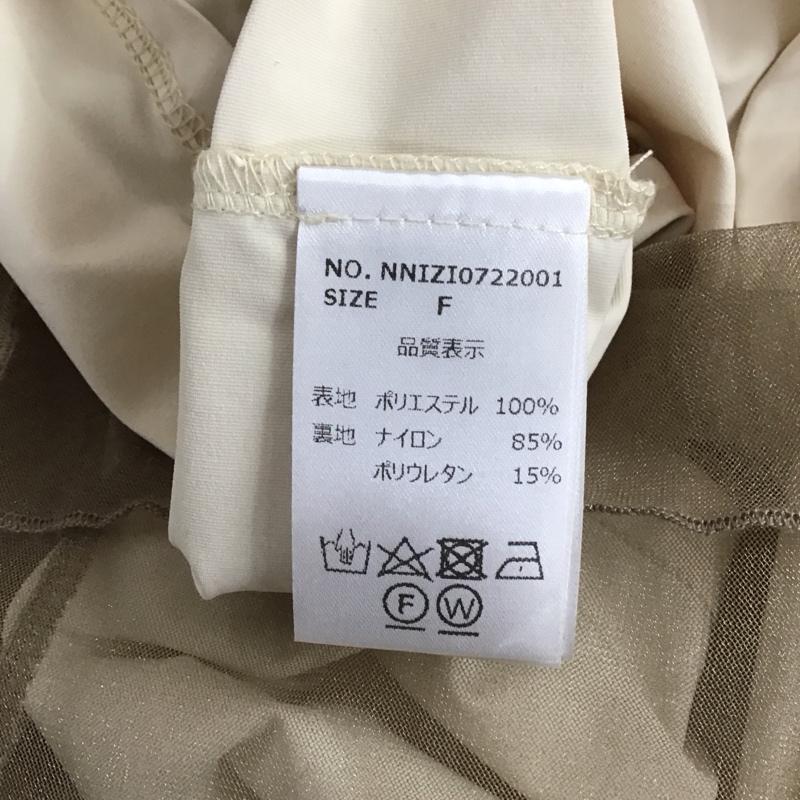 NO. NNIZI0722001
SIZE F
品質表示
表地 ポリエステル 100%
裏地 ナイロン 85%
ポリウレタン 15%
F W